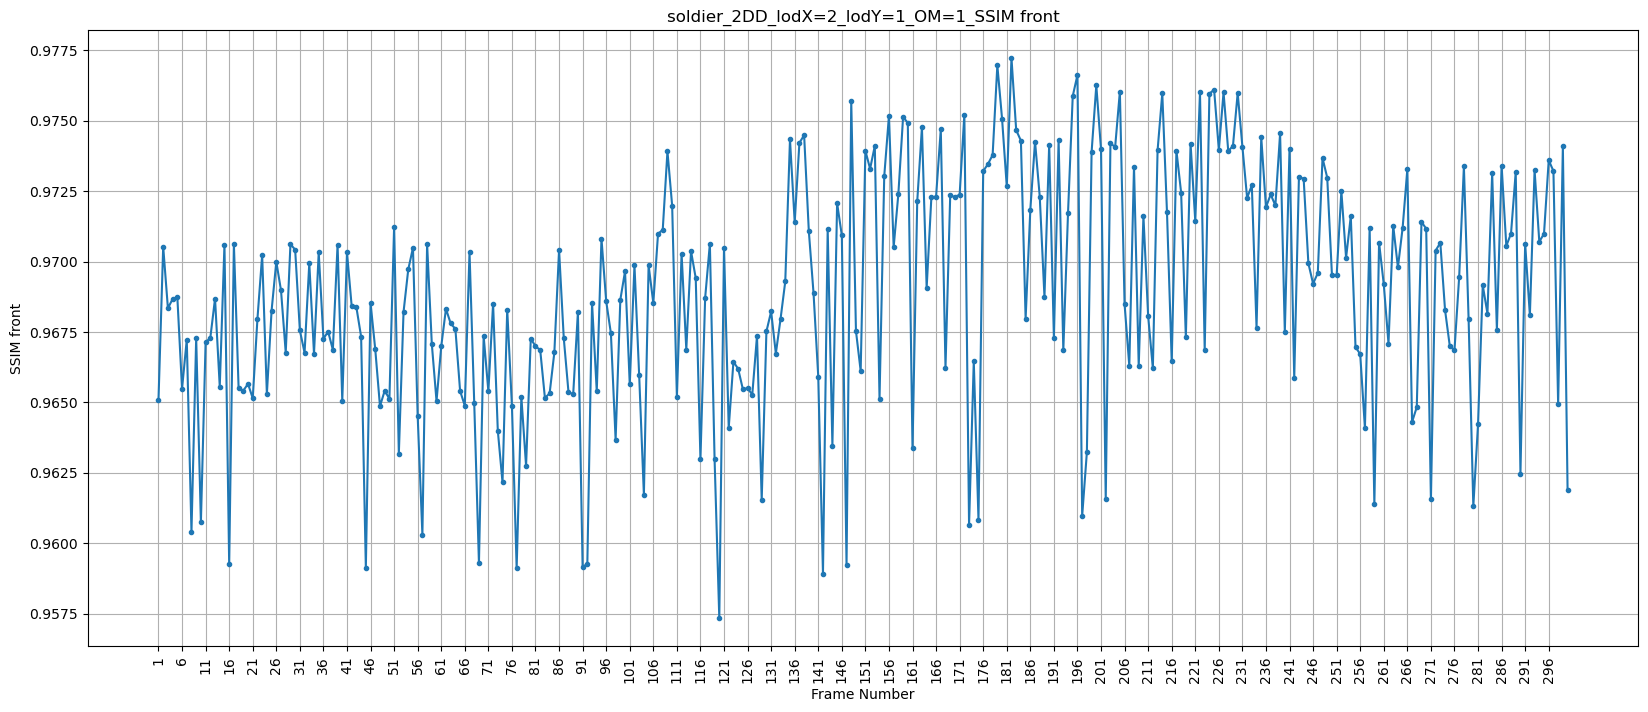 soldier_2DD_lodX=2_lodY=1_OM=1_SSIM front
0.9775
0.9750
0.9725
0.9700
0.9675
0.9650
0.9625
0.9600
0.9575
SSIM front
1 6 11 16 21 26 31 36 41 46 51 56 61 66 71 76 81 86 91 96 101 106 111 116 121 126 131 136 141 146 151 156 161 166 171 176 181 186 191 196 201 206 211 216 221 226 231 236 241 246 251 256 261 266 271 276 281 286 291 296
Frame Number